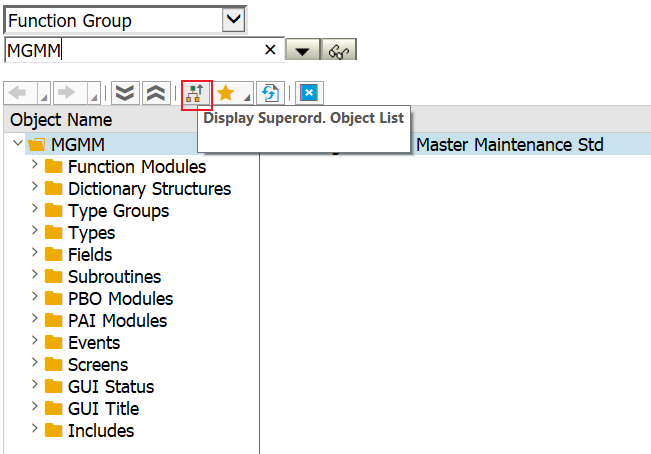 Function Group
MGMM
Object Name
Display Superord. Object List
MGMM Master Maintenance Std
Function Modules
Dictionary Structures
Type Groups
Types
Fields
Subroutines
PBO Modules
PAI Modules
Events
Screens
GUI Status
GUI Title
Includes